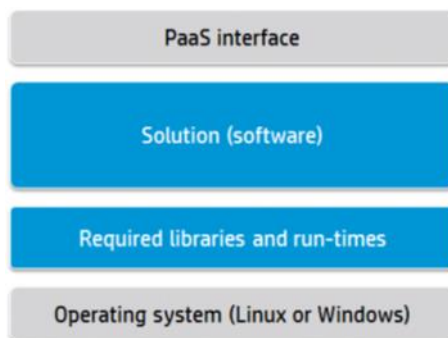 PaaS interface
Solution (software)
Required libraries and run-times
Operating system (Linux or Windows)